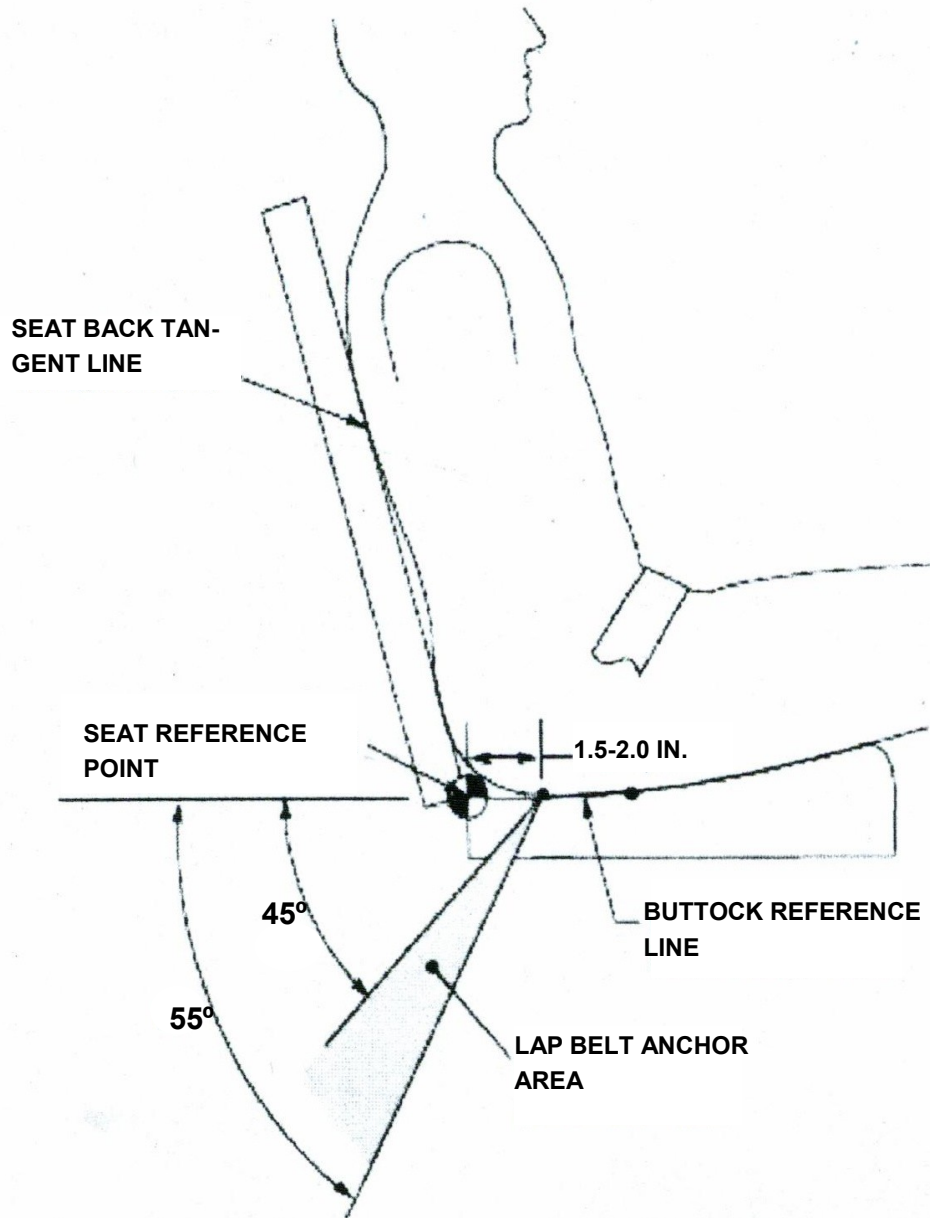 SEAT BACK TAN-
GENT LINE
SEAT REFERENCE
POINT
1.5-2.0 IN.
45º
BUTTOCK REFERENCE
LINE
55º
LAP BELT ANCHOR
AREA